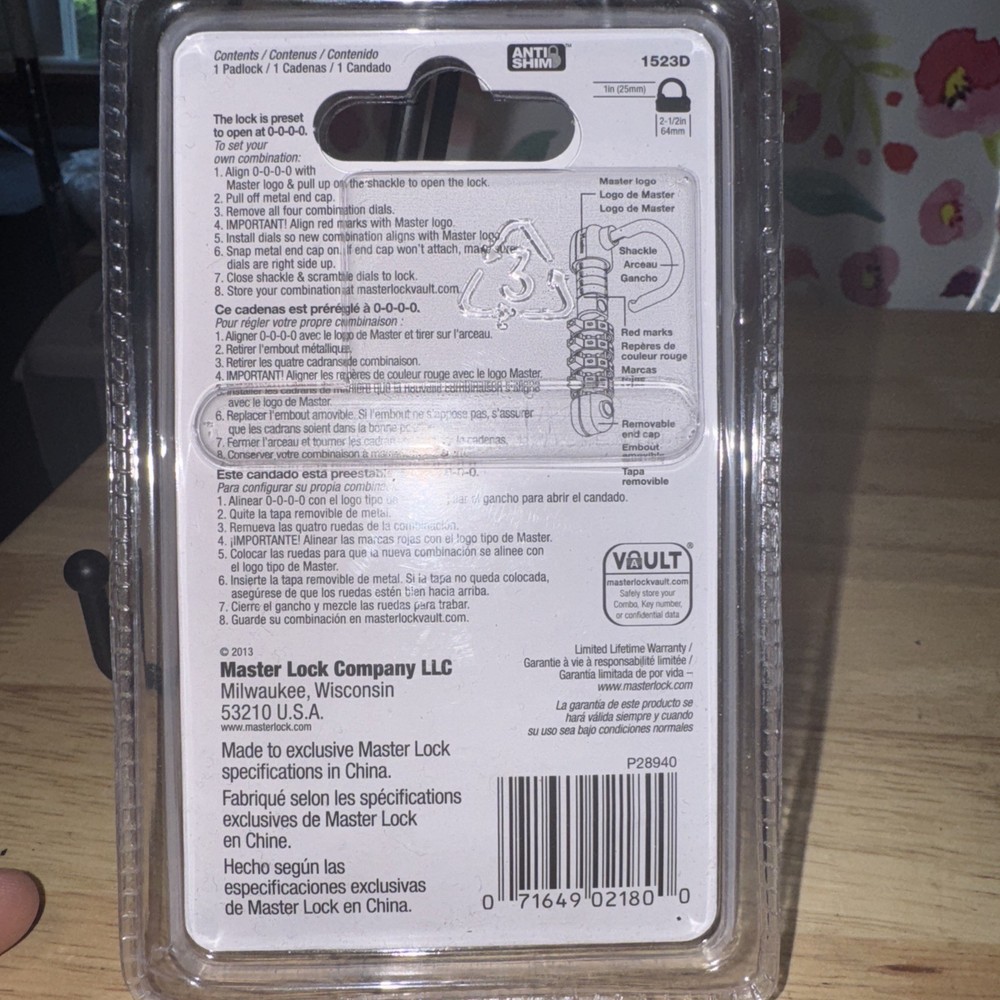 Contents / Contenus / Contenido
1 Padlock / 1 Cadenas / 1 Candado
ANTI
SHIM™
1523D
1in (25mm)
2-1/2in
64mm
The lock is preset
to open at 0-0-0-0.
To set your
own combination:
1. Align 0-0-0-0 with
Master logo & pull up on the shackle to open the lock.
2. Pull off metal end cap.
3. Remove all four combination dials.
4. IMPORTANT! Align red marks with Master logo.
5. Install dials so new combination aligns with Master logo.
6. Snap metal end cap on. If end cap won't attach, make sure
dials are right side up.
7. Close shackle & scramble dials to lock.
8. Store your combination at masterlockvault.com.
Master logo
Logo de Master
Logo de Master
Shackle
Arceau
Gancho
Red marks
Repères de
couleur rouge
Marcas
Removable
end cap
Embout
Tapa
removible
3
Ce cadenas est préréglé à 0-0-0-0.
Pour régler votre propre combinaison :
1. Aligner 0-0-0-0 avec le logo de Master et tirer sur l'arceau.
2. Retirer l'embout métallique.
3. Retirer les quatre cadrans de combinaison.
4. IMPORTANT! Aligner les repères de couleur rouge avec le logo Master.
avec le logo de Master.
6. Replacer l'embout amovible. Si l'embout ne s'appose pas, s'assurer
que les cadrans soient dans la bonne
7. Fermer l'arceau et tourner les la cadenas.
8. Conserver votre combinaison à
Este candado está
Para configurar su propia
1. Alinear 0-0-0-0 con el logo tipo gancho para abrir el candado.
2. Quite la tapa removible de metal.
3. Remueva las quatro ruedas de la combinación.
4. ¡IMPORTANTE! Alinear las marcas rojas con el logo tipo de Master.
5. Colocar las ruedas para que la nueva combinación se alinee con
el logo tipo de Master.
6. Insierte la tapa removible de metal. Si la tapa no queda colocada,
asegúrese de que los ruedas estén bien hacia arriba.
7. Cierre el gancho y mezcle las ruedas para trabar.
8. Guarde su combinación en masterlockvault.com.
VAULT®
masterlockvault.com
Safely store your
Combo, Key number,
or confidential data
© 2013
Master Lock Company LLC
Milwaukee, Wisconsin
53210 U.S.A.
www.masterlock.com
Limited Lifetime Warranty /
Garantie à vie à responsabilité limitée /
Garantía limitada de por vida –
www.masterlock.com
La garantía de este producto se
hará válida siempre y cuando
su uso sea bajo condiciones normales
Made to exclusive Master Lock
specifications in China.
Fabriqué selon les spécifications
exclusives de Master Lock
en Chine.
Hecho según las
especificaciones exclusivas
de Master Lock en China.
P28940
0 71649 02180 0